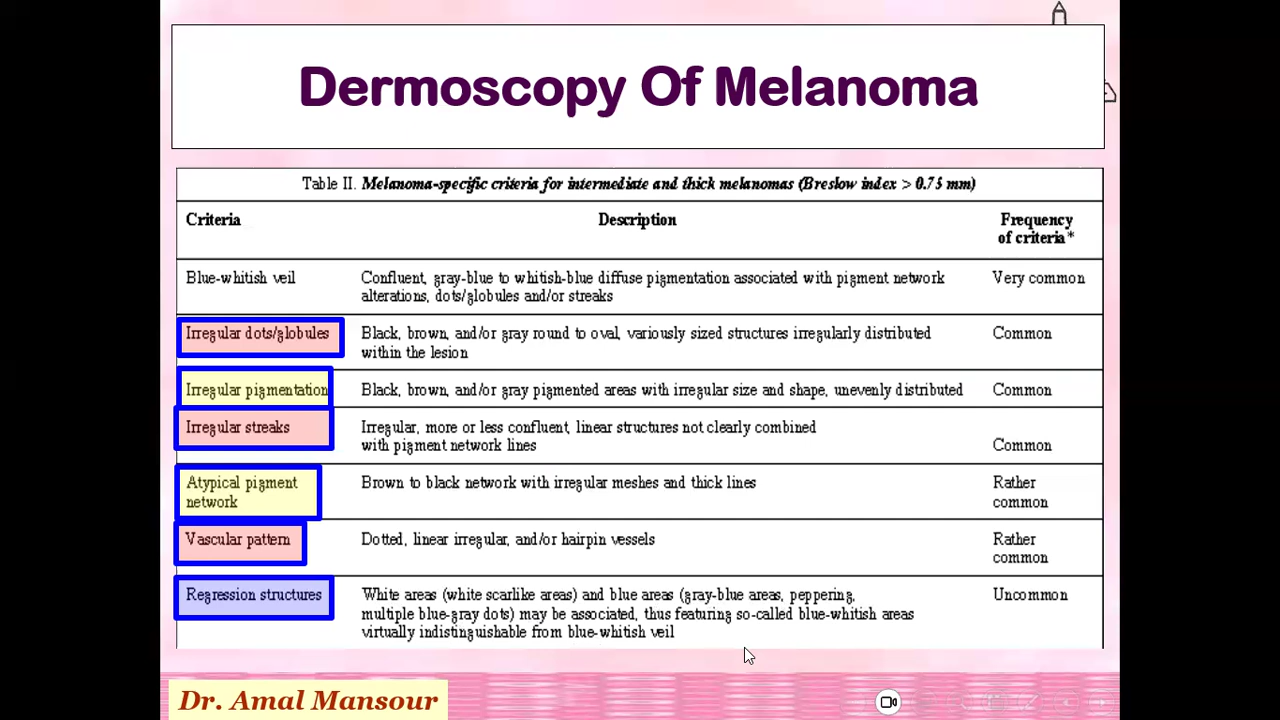 Dermoscopy Of Melanoma
Table II. Melanoma-specific criteria for intermediate and thick melanomas (Breslow index > 0.75 mm)
Criteria Description Frequency
of criteria*
Blue-whitish veil Confluent, gray-blue to whitish-blue diffuse pigmentation associated with pigment network Very common
alterations, dots/globules and/or streaks
Irregular dots/globules Black, brown, and/or gray round to oval, variously sized structures irregularly distributed Common
within the lesion
Irregular pigmentation Black, brown, and/or gray pigmented areas with irregular size and shape, unevenly distributed Common
Irregular streaks Irregular, more or less confluent, linear structures not clearly combined
with pigment network lines Common
Atypical pigment Brown to black network with irregular meshes and thick lines Rather
network common
Vascular pattern Dotted, linear irregular, and/or hairpin vessels Rather
common
Regression structures White areas (white scarlike areas) and blue areas (gray-blue areas, peppering, Uncommon
multiple blue-gray dots) may be associated, thus featuring so-called blue-whitish areas
virtually indistinguishable from blue-whitish veil
Dr. Amal Mansour